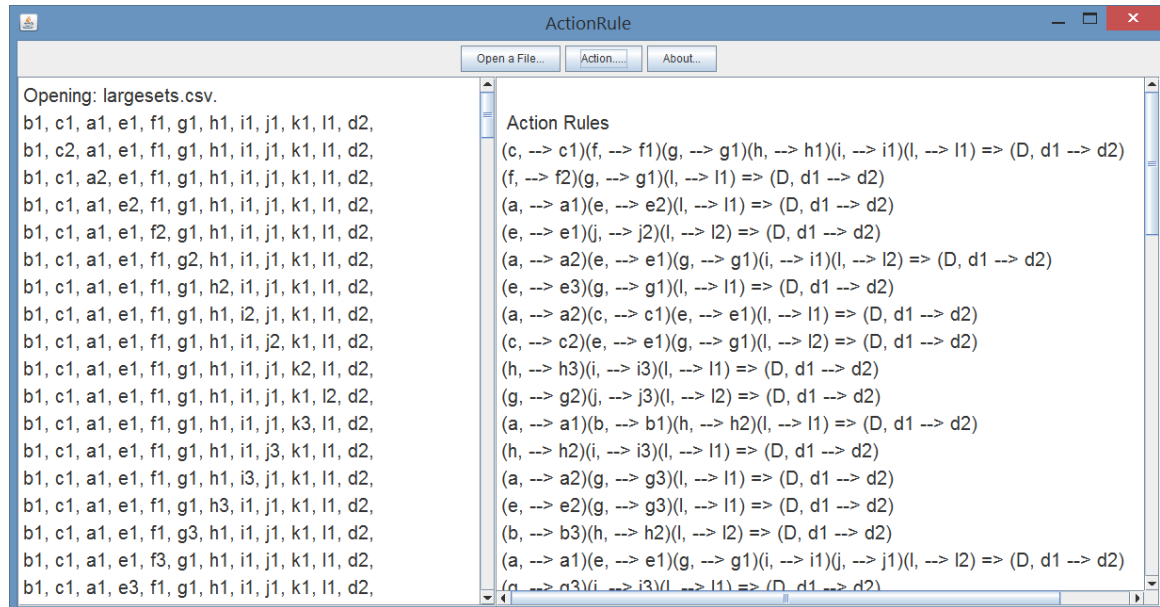 ActionRule
Open a File... Action..... About...
Opening: largesets.csv.
b1, c1, a1, e1, f1, g1, h1, i1, j1, k1, l1, d2,
b1, c2, a1, e1, f1, g1, h1, i1, j1, k1, l1, d2,
b1, c1, a2, e1, f1, g1, h1, i1, j1, k1, l1, d2,
b1, c1, a1, e2, f1, g1, h1, i1, j1, k1, l1, d2,
b1, c1, a1, e1, f2, g1, h1, i1, j1, k1, l1, d2,
b1, c1, a1, e1, f1, g2, h1, i1, j1, k1, l1, d2,
b1, c1, a1, e1, f1, g1, h2, i1, j1, k1, l1, d2,
b1, c1, a1, e1, f1, g1, h1, i2, j1, k1, l1, d2,
b1, c1, a1, e1, f1, g1, h1, i1, j2, k1, l1, d2,
b1, c1, a1, e1, f1, g1, h1, i1, j1, k2, l1, d2,
b1, c1, a1, e1, f1, g1, h1, i1, j1, k1, l2, d2,
b1, c1, a1, e1, f1, g1, h1, i1, j1, k3, l1, d2,
b1, c1, a1, e1, f1, g1, h1, i1, j3, k1, l1, d2,
b1, c1, a1, e1, f1, g1, h1, i3, j1, k1, l1, d2,
b1, c1, a1, e1, f1, g1, h3, i1, j1, k1, l1, d2,
b1, c1, a1, e1, f1, g3, h1, i1, j1, k1, l1, d2,
b1, c1, a1, e1, f3, g1, h1, i1, j1, k1, l1, d2,
b1, c1, a1, e3, f1, g1, h1, i1, j1, k1, l1, d2,
Action Rules
(c, --> c1)(f, --> f1)(g, --> g1)(h, --> h1)(i, --> i1)(l, --> l1) => (D, d1 --> d2)
(f, --> f2)(g, --> g1)(l, --> l1) => (D, d1 --> d2)
(a, --> a1)(e, --> e2)(l, --> l1) => (D, d1 --> d2)
(e, --> e1)(j, --> j2)(l, --> l2) => (D, d1 --> d2)
(a, --> a2)(e, --> e1)(g, --> g1)(i, --> i1)(l, --> l2) => (D, d1 --> d2)
(e, --> e3)(g, --> g1)(l, --> l1) => (D, d1 --> d2)
(a, --> a2)(c, --> c1)(e, --> e1)(l, --> l1) => (D, d1 --> d2)
(c, --> c2)(e, --> e1)(g, --> g1)(l, --> l2) => (D, d1 --> d2)
(h, --> h3)(i, --> i3)(l, --> l1) => (D, d1 --> d2)
(g, --> g2)(j, --> j3)(l, --> l2) => (D, d1 --> d2)
(a, --> a1)(b, --> b1)(h, --> h2)(l, --> l1) => (D, d1 --> d2)
(h, --> h2)(i, --> i3)(l, --> l1) => (D, d1 --> d2)
(a, --> a2)(g, --> g3)(l, --> l1) => (D, d1 --> d2)
(e, --> e2)(g, --> g3)(l, --> l1) => (D, d1 --> d2)
(b, --> b3)(h, --> h2)(l, --> l2) => (D, d1 --> d2)
(a, --> a1)(e, --> e1)(g, --> g1)(i, --> i1)(j, --> j1)(l, --> l2) => (D, d1 --> d2)
(g, --> g3)(i, --> i3)(l, --> l1) => (D, d1 --> d2)